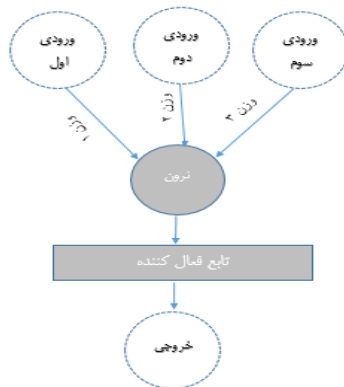 ورودی
اول
ورودی
دوم
ورودی
سوم
وزن ۱
وزن ۲
وزن ۳
نرون
تابع فعال کننده
خروجی